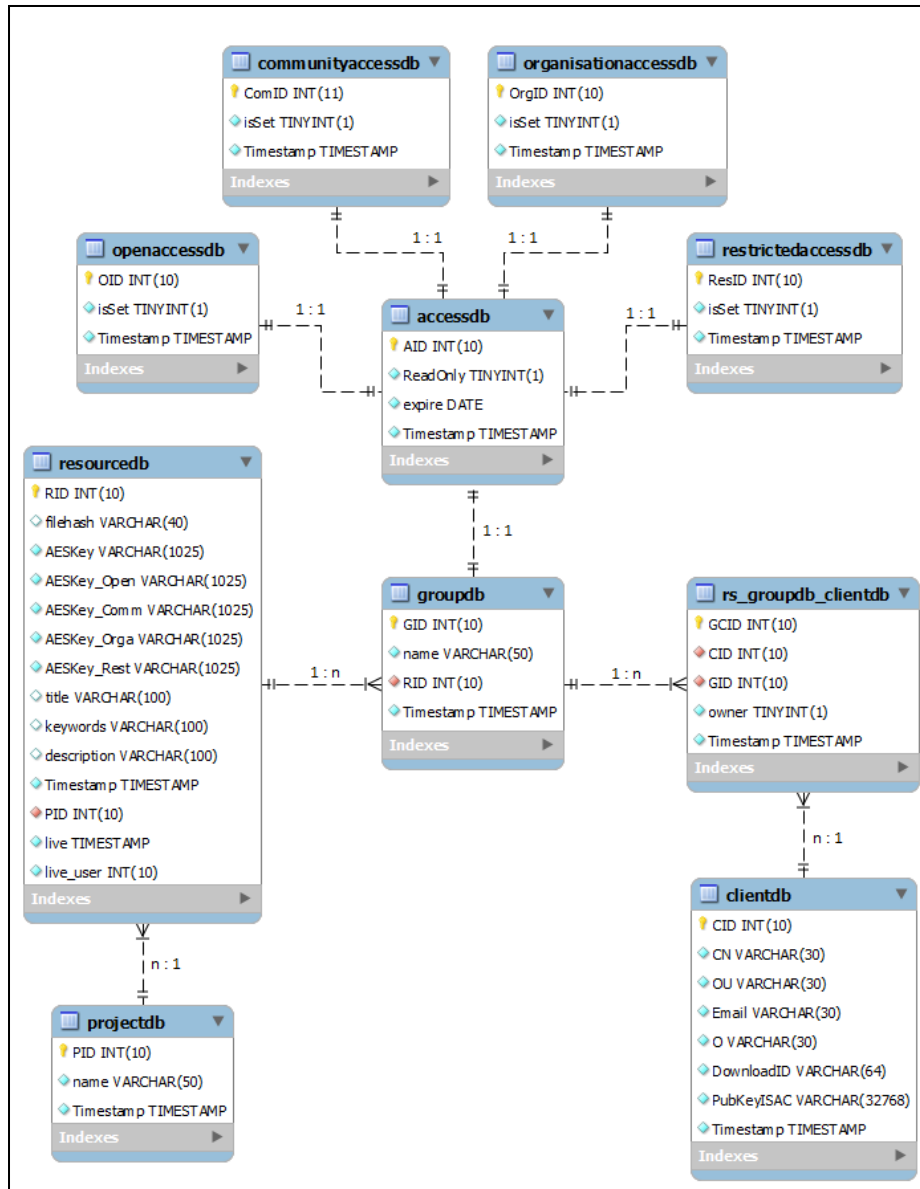 communityaccessdb
ComID INT(11)
isSet TINYINT(1)
Timestamp TIMESTAMP
Indexes
organisationaccessdb
OrgID INT(10)
isSet TINYINT(1)
Timestamp TIMESTAMP
Indexes
1 : 1
1 : 1
openaccessdb
OID INT(10)
isSet TINYINT(1)
Timestamp TIMESTAMP
Indexes
1 : 1
accessdb
AID INT(10)
ReadOnly TINYINT(1)
expire DATE
Timestamp TIMESTAMP
Indexes
1 : 1
restrictedaccessdb
ResID INT(10)
isSet TINYINT(1)
Timestamp TIMESTAMP
Indexes
1 : 1
resourcedb
RID INT(10)
filehash VARCHAR(40)
AESKey VARCHAR(1025)
AESKey_Open VARCHAR(1025)
AESKey_Comm VARCHAR(1025)
AESKey_Orga VARCHAR(1025)
AESKey_Rest VARCHAR(1025)
title VARCHAR(100)
keywords VARCHAR(100)
description VARCHAR(100)
Timestamp TIMESTAMP
PID INT(10)
live TIMESTAMP
live_user INT(10)
Indexes
1 : n
groupdb
GID INT(10)
name VARCHAR(50)
RID INT(10)
Timestamp TIMESTAMP
Indexes
1 : n
rs_groupdb_clientdb
GCID INT(10)
CID INT(10)
GID INT(10)
owner TINYINT(1)
Timestamp TIMESTAMP
Indexes
n : 1
n : 1
projectdb
PID INT(10)
name VARCHAR(50)
Timestamp TIMESTAMP
Indexes
clientdb
CID INT(10)
CN VARCHAR(30)
OU VARCHAR(30)
Email VARCHAR(30)
O VARCHAR(30)
DownloadID VARCHAR(64)
PubKeyISAC VARCHAR(32768)
Timestamp TIMESTAMP
Indexes